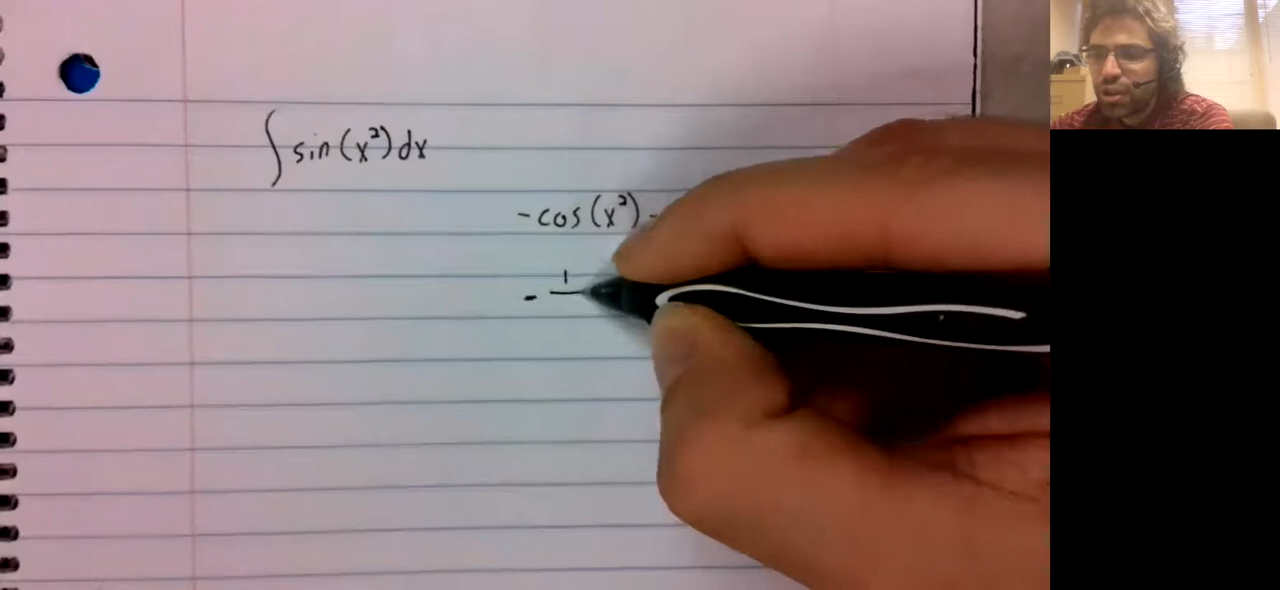 ∫ sin(x²)dx
-cos(x²) -
- 1